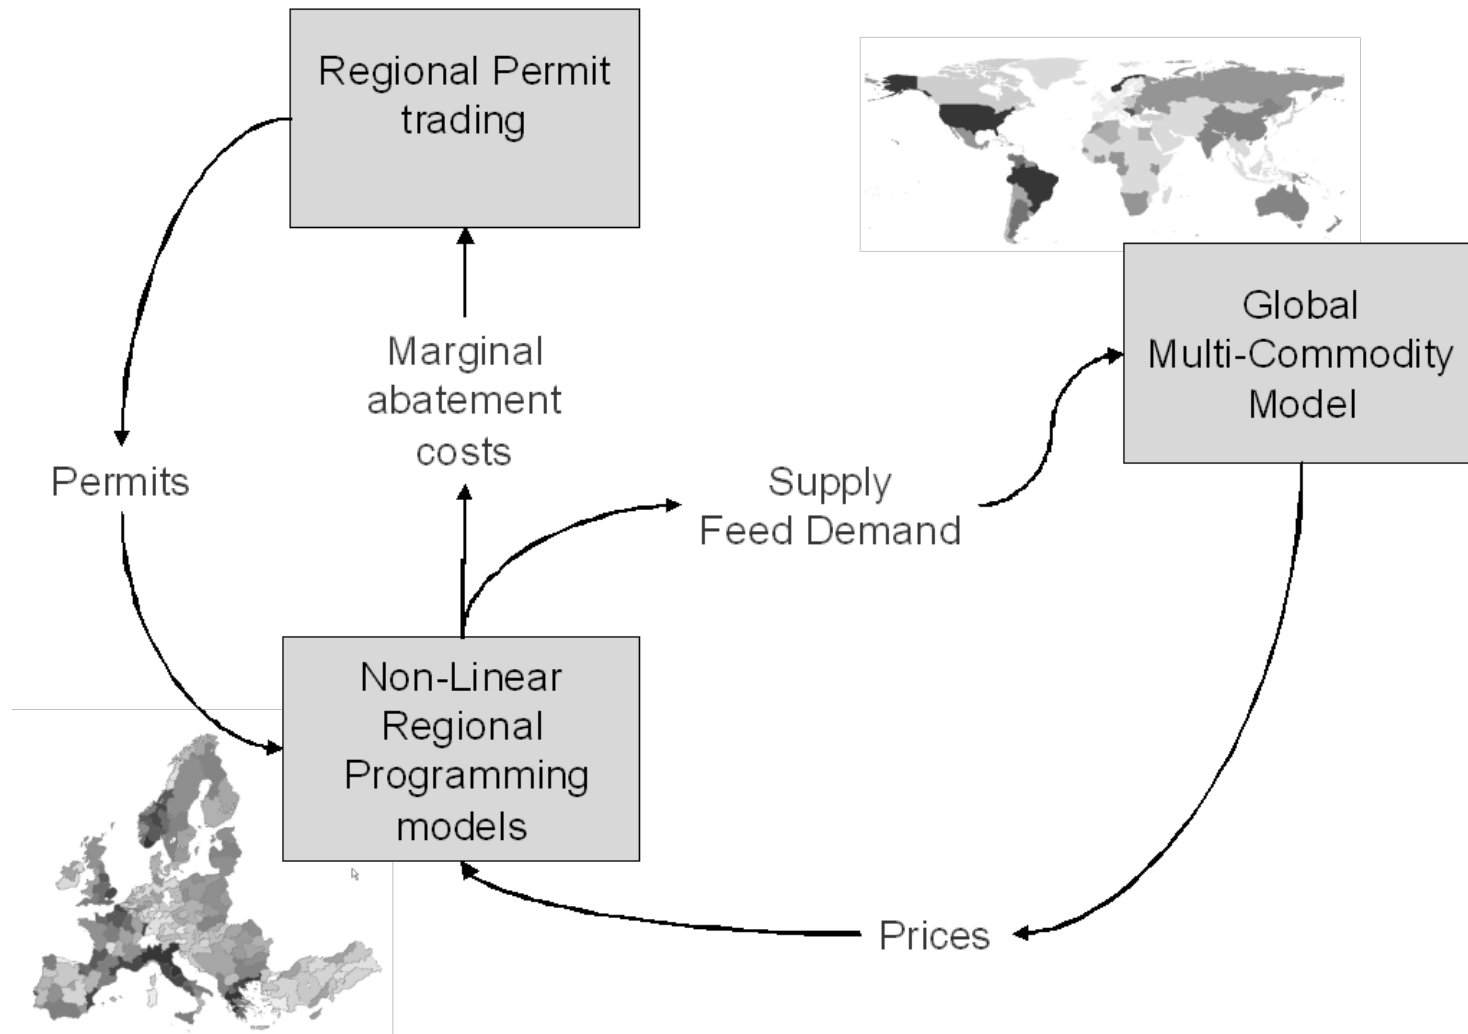 Regional Permit
trading
Global
Multi-Commodity
Model
Marginal
abatement
costs
Permits
Supply
Feed Demand
Non-Linear
Regional
Programming
models
Prices